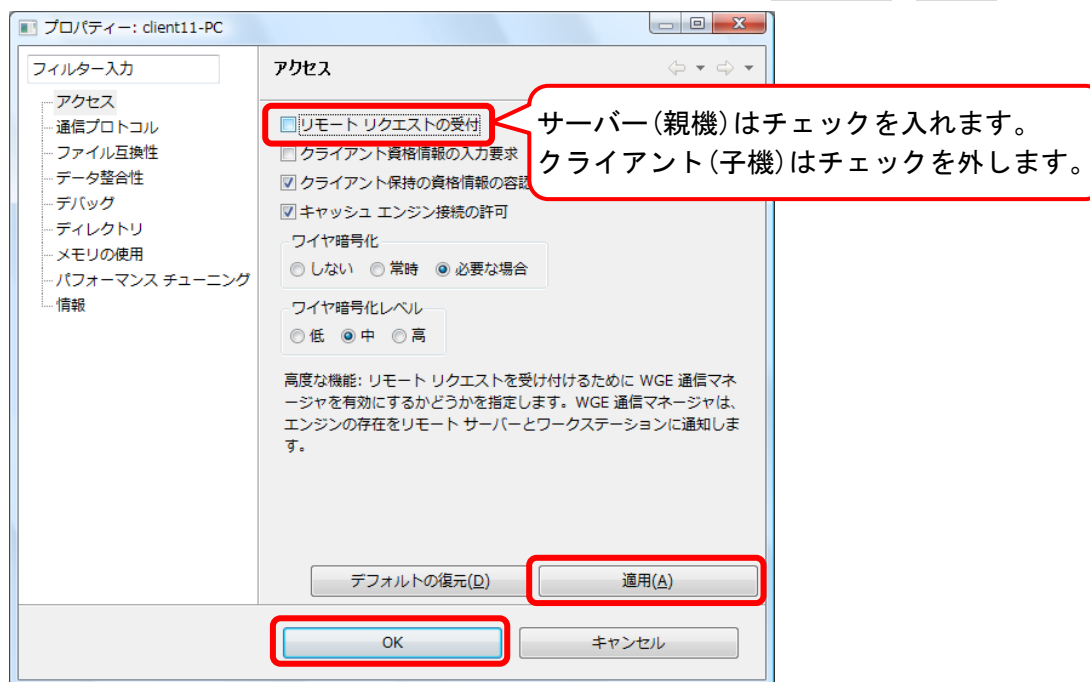 プロパティー: client11-PC
フィルター入力
アクセス
通信プロトコル
ファイル互換性
データ整合性
デバッグ
ディレクトリ
メモリの使用
パフォーマンス チューニング
情報
アクセス
リモート リクエストの受付
クライアント資格情報の入力要求
クライアント保持の資格情報の容認
キャッシュ エンジン接続の許可
サーバー(親機)はチェックを入れます。
クライアント(子機)はチェックを外します。
ワイヤ暗号化
しない 常時 必要な場合
ワイヤ暗号化レベル
低 中 高
高度な機能: リモート リクエストを受け付けるために WGE 通信マネ
ージャを有効にするかどうかを指定します。WGE 通信マネージャは、
エンジンの存在をリモート サーバーとワークステーションに通知しま
す。
デフォルトの復元(D) 適用(A)
OK キャンセル